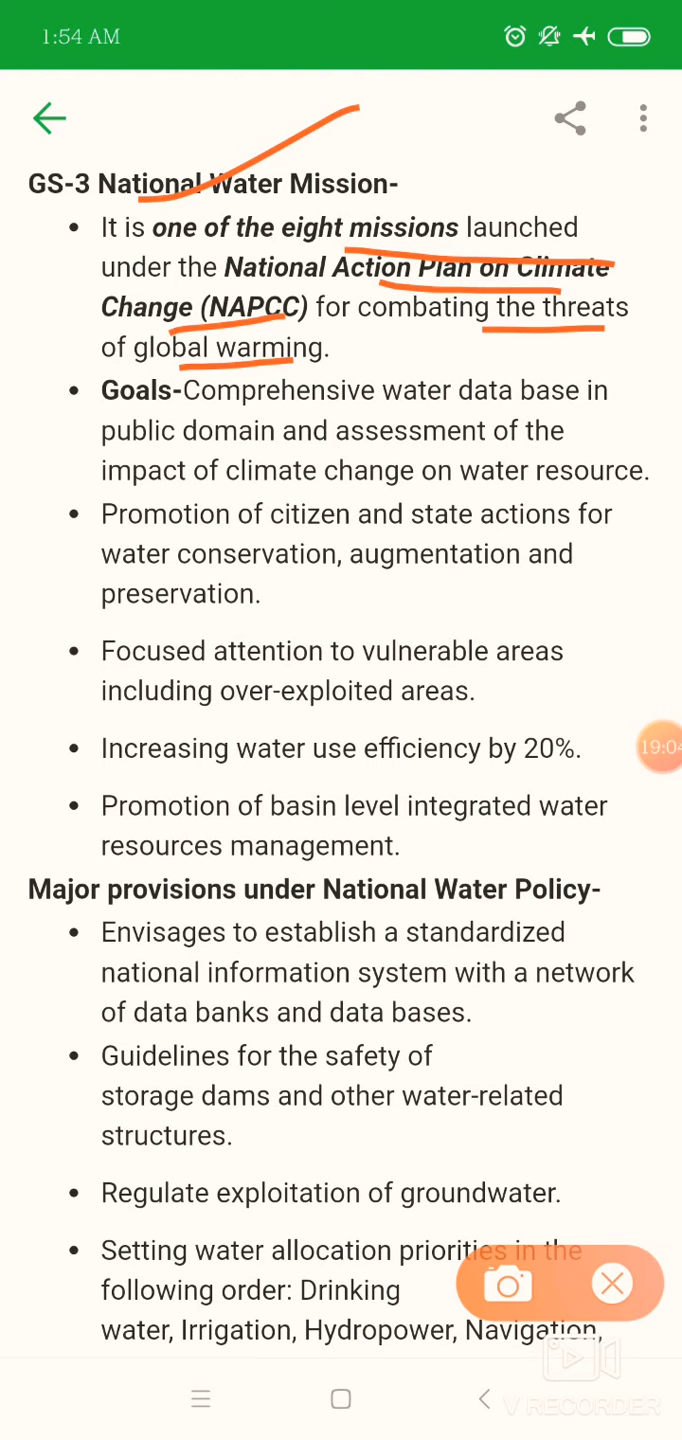 1:54 AM
GS-3 National Water Mission-
• It is one of the eight missions launched
under the National Action Plan on Climate
Change (NAPCC) for combating the threats
of global warming.
• Goals-Comprehensive water data base in
public domain and assessment of the
impact of climate change on water resource.
• Promotion of citizen and state actions for
water conservation, augmentation and
preservation.
• Focused attention to vulnerable areas
including over-exploited areas.
• Increasing water use efficiency by 20%.
19:04
• Promotion of basin level integrated water
resources management.
Major provisions under National Water Policy-
• Envisages to establish a standardized
national information system with a network
of data banks and data bases.
• Guidelines for the safety of
storage dams and other water-related
structures.
• Regulate exploitation of groundwater.
• Setting water allocation priorities in the
following order: Drinking
water, Irrigation, Hydropower, Navigation,
V RECORDER